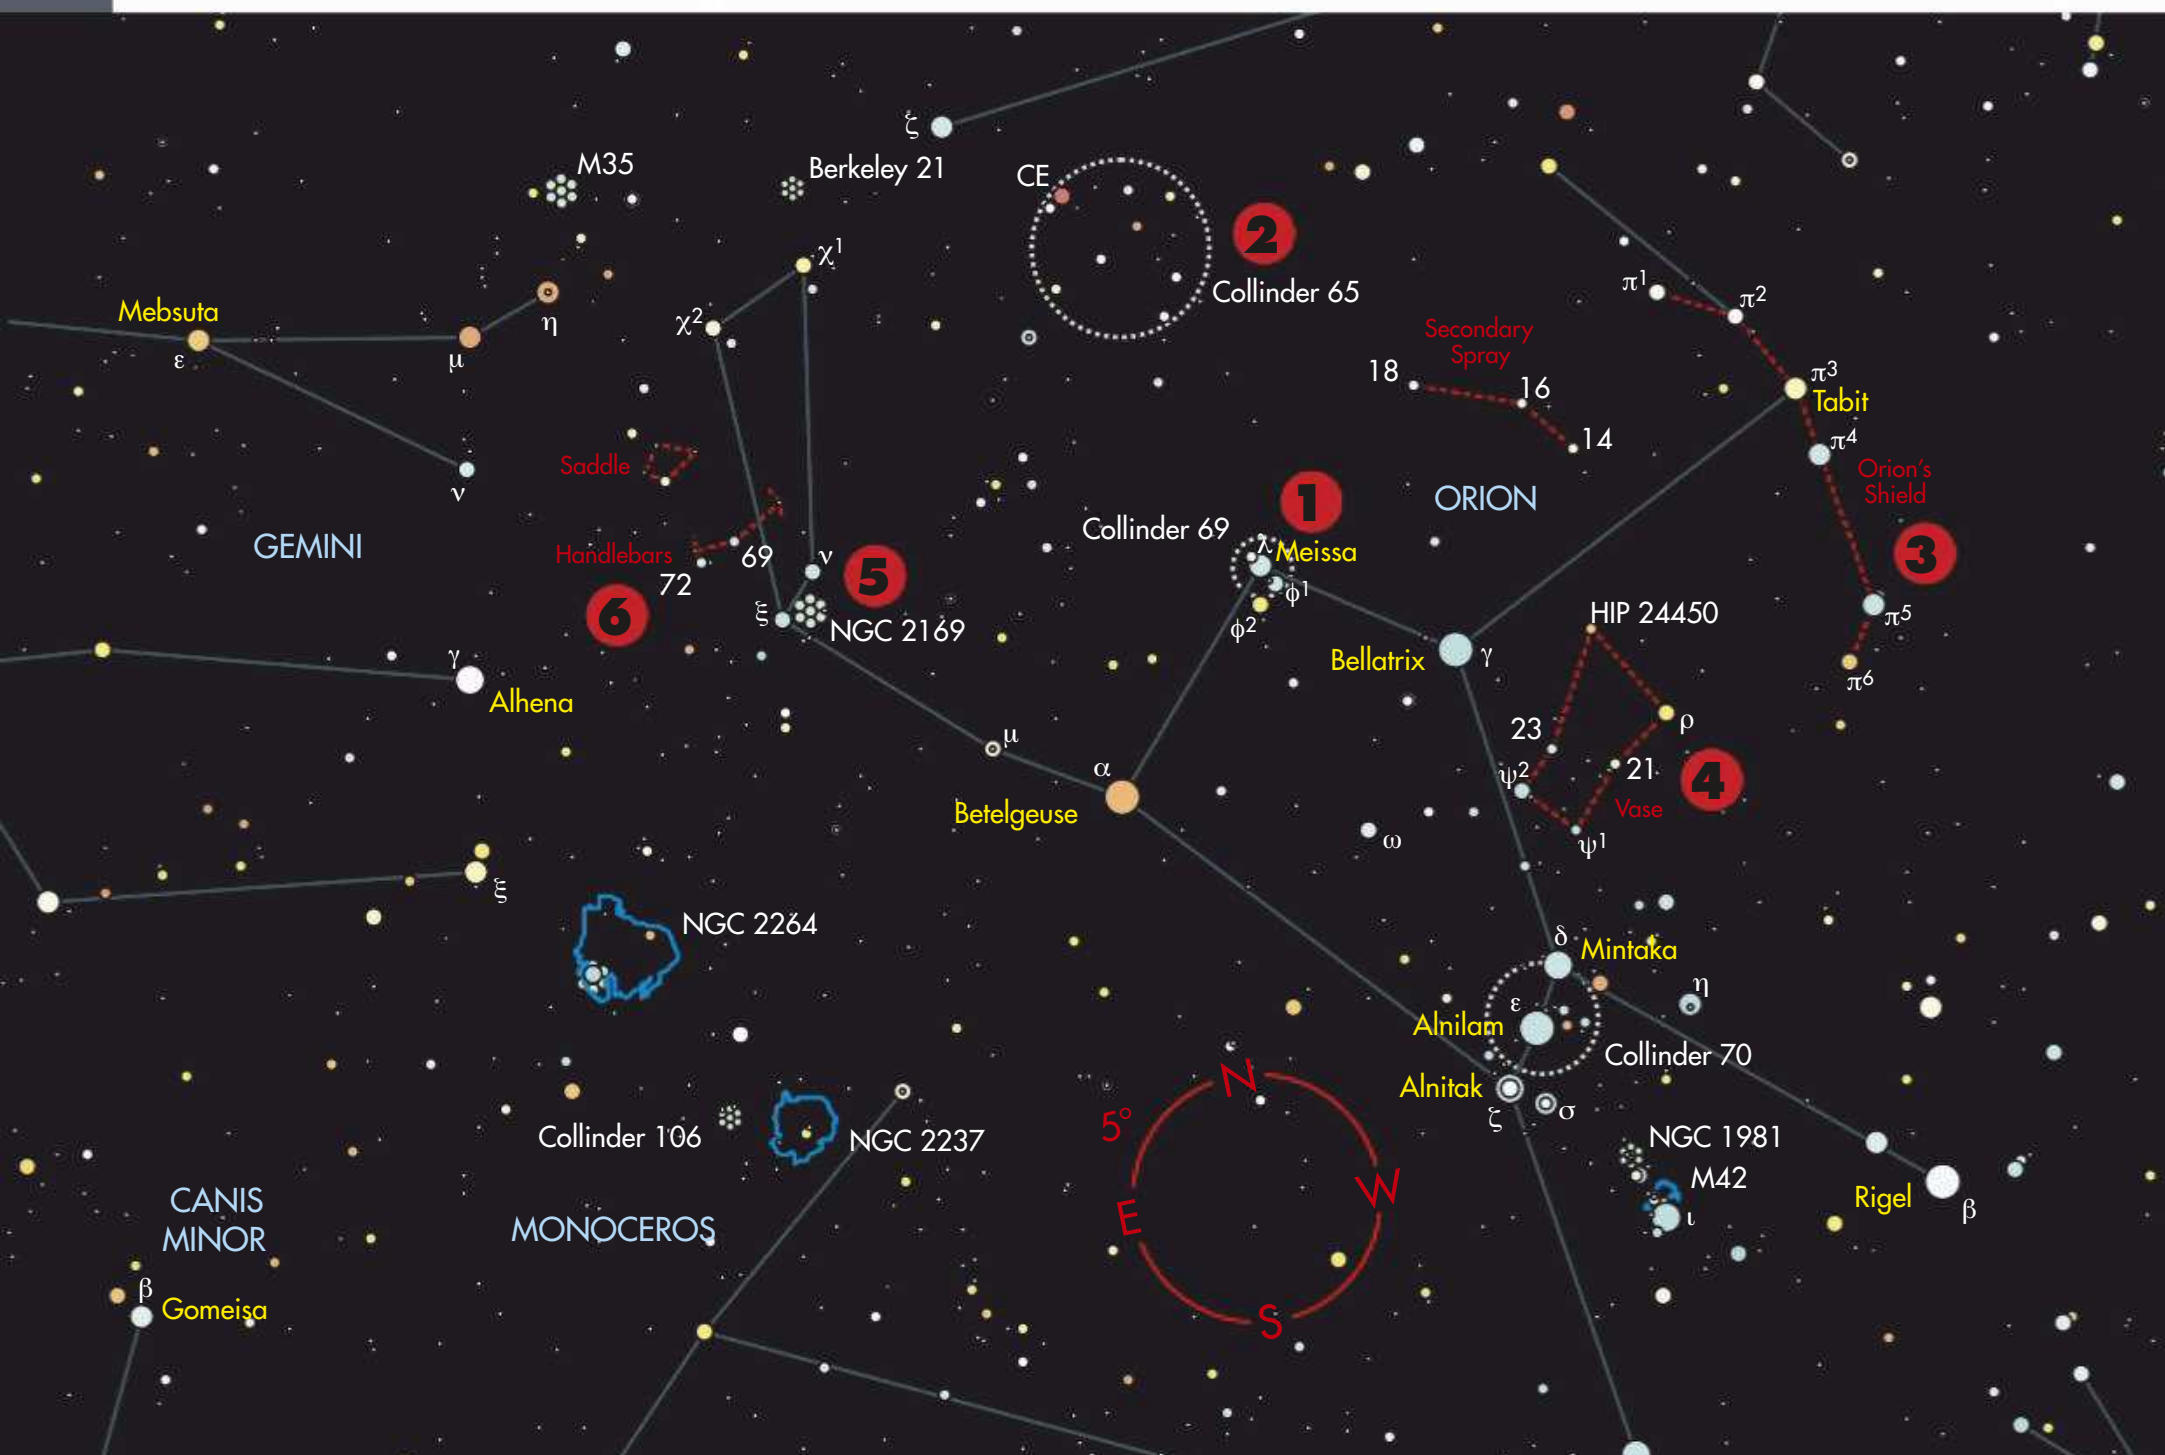 ζ
M35
Berkeley 21
CE
2
Collinder 65
χ1
χ2
Mebsuta
ε
μ
η
ν
π1
π2
π3
Tabit
π4
Orion's
Shield
3
π5
π6
Secondary
Spray
18
16
14
ORION
Saddle
GEMINI
Handlebars
72
69
6
ν
5
ξ
NGC 2169
Collinder 69
1
λ
Meissa
ϕ1
ϕ2
Bellatrix
γ
HIP 24450
ρ
23
21
ψ2
Vase
4
ψ1
γ
Alhena
μ
α
Betelgeuse
ω
ξ
NGC 2264
δ
Mintaka
ε
Alnilam
η
Collinder 70
Alnitak
ζ
σ
5°
N
W
E
S
Collinder 106
NGC 2237
NGC 1981
M42
ι
Rigel
β
CANIS
MINOR
MONOCEROS
β
Gomeisa